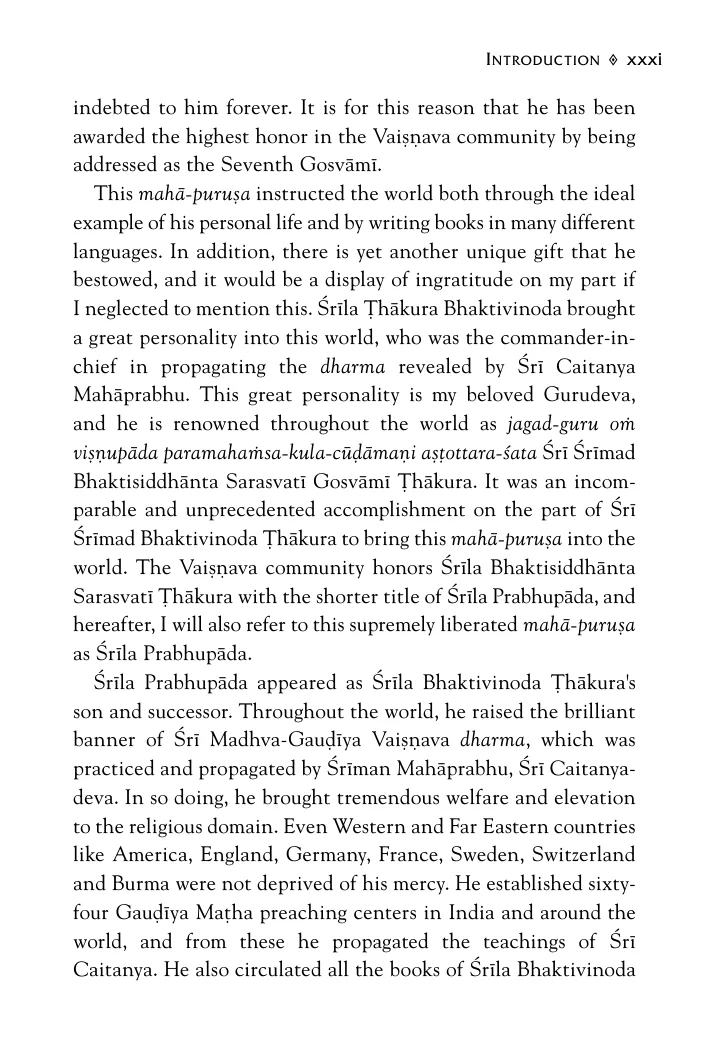 Introduction ◊ xxxi
indebted to him forever. It is for this reason that he has been
awarded the highest honor in the Vaiṣṇava community by being
addressed as the Seventh Gosvāmī.
This mahā-puruṣa instructed the world both through the ideal
example of his personal life and by writing books in many different
languages. In addition, there is yet another unique gift that he
bestowed, and it would be a display of ingratitude on my part if
I neglected to mention this. Śrīla Ṭhākura Bhaktivinoda brought
a great personality into this world, who was the commander-in-
chief in propagating the dharma revealed by Śrī Caitanya
Mahāprabhu. This great personality is my beloved Gurudeva,
and he is renowned throughout the world as jagad-guru oṁ
viṣṇupāda paramahaṁsa-kula-cūḍāmaṇi aṣṭottara-śata Śrī Śrīmad
Bhaktisiddhānta Sarasvatī Gosvāmī Ṭhākura. It was an incom-
parable and unprecedented accomplishment on the part of Śrī
Śrīmad Bhaktivinoda Ṭhākura to bring this mahā-puruṣa into the
world. The Vaiṣṇava community honors Śrīla Bhaktisiddhānta
Sarasvatī Ṭhākura with the shorter title of Śrīla Prabhupāda, and
hereafter, I will also refer to this supremely liberated mahā-puruṣa
as Śrīla Prabhupāda.
Śrīla Prabhupāda appeared as Śrīla Bhaktivinoda Ṭhākura's
son and successor. Throughout the world, he raised the brilliant
banner of Śrī Madhva-Gauḍīya Vaiṣṇava dharma, which was
practiced and propagated by Śrīman Mahāprabhu, Śrī Caitanya-
deva. In so doing, he brought tremendous welfare and elevation
to the religious domain. Even Western and Far Eastern countries
like America, England, Germany, France, Sweden, Switzerland
and Burma were not deprived of his mercy. He established sixty-
four Gauḍīya Maṭha preaching centers in India and around the
world, and from these he propagated the teachings of Śrī
Caitanya. He also circulated all the books of Śrīla Bhaktivinoda